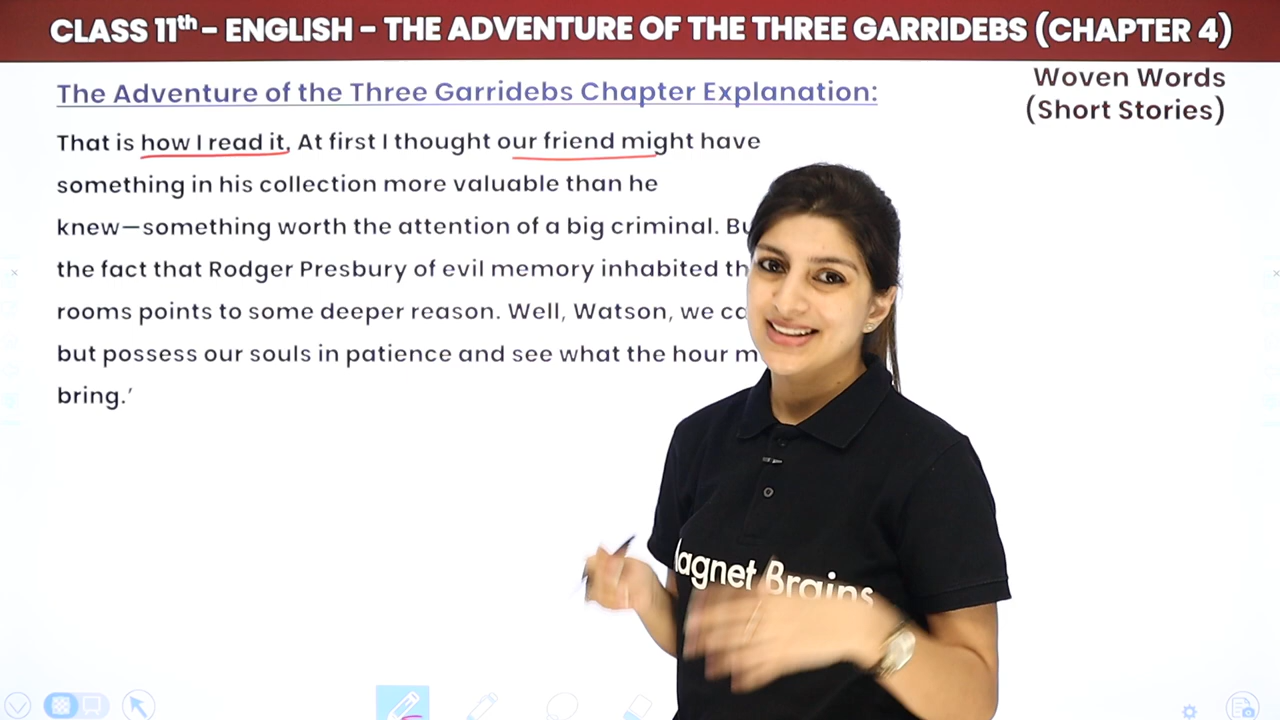 CLASS 11th - ENGLISH - THE ADVENTURE OF THE THREE GARRIDEBS (CHAPTER 4)
The Adventure of the Three Garridebs Chapter Explanation:
Woven Words
(Short Stories)
That is how I read it, At first I thought our friend might have
something in his collection more valuable than he
knew—something worth the attention of a big criminal.
the fact that Rodger Presbury of evil memory inhabited
rooms points to some deeper reason. Well, Watson, we
but possess our souls in patience and see what the hour
bring.’
Brains